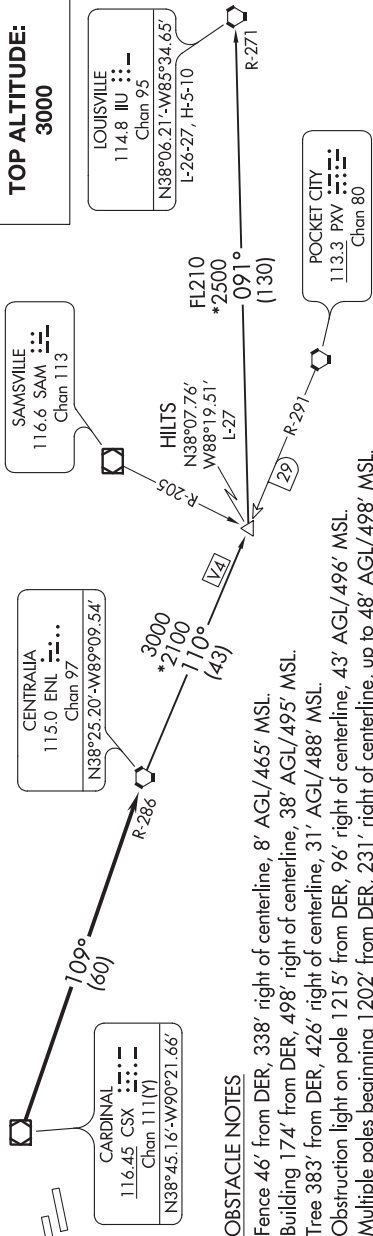 TOP ALTITUDE:
3000
LOUISVILLE
114.8 IIU
Chan 95
N38°06.21'-W85°34.65'
L-26-27, H-5-10
R-271
SAMSVILLE
116.6 SAM
Chan 113
R-205
HILTS
N38°07.76'
W88°19.51'
L-27
FL210
*2500
091°
(130)
POCKET CITY
113.3 PXV
Chan 80
R-291
29
CENTRALIA
115.0 ENL
Chan 97
N38°25.20'-W89°09.54'
R-286
V4
3000
*2100
110°
(43)
109°
(60)
CARDINAL
116.45 CSX
Chan 111(Y)
N38°45.16'-W90°21.66'
OBSTACLE NOTES
Fence 46' from DER, 338' right of centerline, 8' AGL/465' MSL.
Building 174' from DER, 498' right of centerline, 38' AGL/495' MSL.
Tree 383' from DER, 426' right of centerline, 31' AGL/488' MSL.
Obstruction light on pole 1215' from DER, 96' right of centerline, 43' AGL/496' MSL.
Multiple poles beginning 1202' from DER, 231' right of centerline, up to 48' AGL/498' MSL.